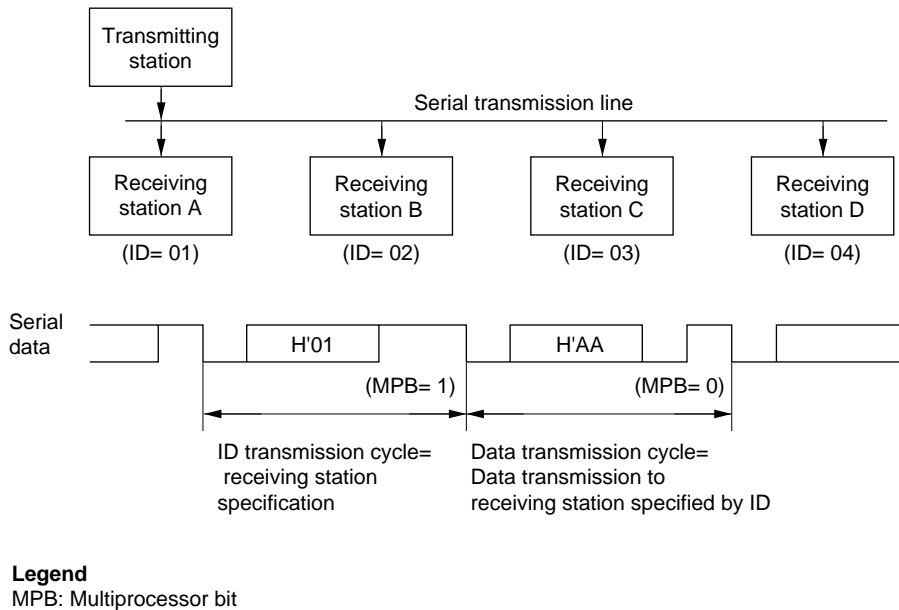 Transmitting
station
Serial transmission line
Receiving
station A
Receiving
station B
Receiving
station C
Receiving
station D
(ID= 01)
(ID= 02)
(ID= 03)
(ID= 04)
Serial
data
H'01
H'AA
(MPB= 1)
(MPB= 0)
ID transmission cycle=
receiving station
specification
Data transmission cycle=
Data transmission to
receiving station specified by ID
Legend
MPB: Multiprocessor bit